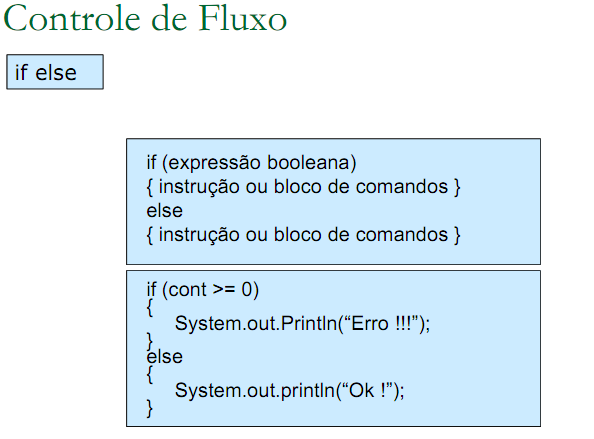 Controle de Fluxo
if else
if (expressão booleana)
{ instrução ou bloco de comandos }
else
{ instrução ou bloco de comandos }
if (cont >= 0)
{
System.out.Println(“Erro !!!”);
}
else
{
System.out.println(“Ok !”);
}